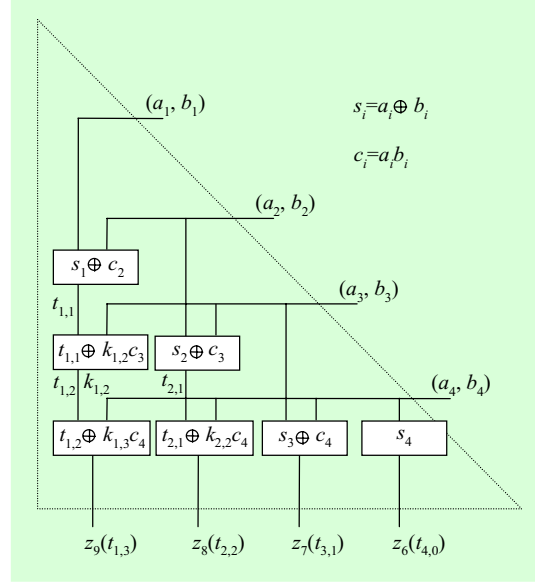 (a₁, b₁)
sᵢ=aᵢ⊕ bᵢ
cᵢ=aᵢbᵢ
(a₂, b₂)
s₁⊕ c₂
t₁,₁
(a₃, b₃)
t₁,₁⊕ k₁,₂c₃
s₂⊕ c₃
t₁,₂ k₁,₂
t₂,₁
(a₄, b₄)
t₁,₂⊕ k₁,₃c₄
t₂,₁⊕ k₂,₂c₄
s₃⊕ c₄
s₄
z₉(t₁,₃)
z₈(t₂,₂)
z₇(t₃,₁)
z₆(t₄,₀)